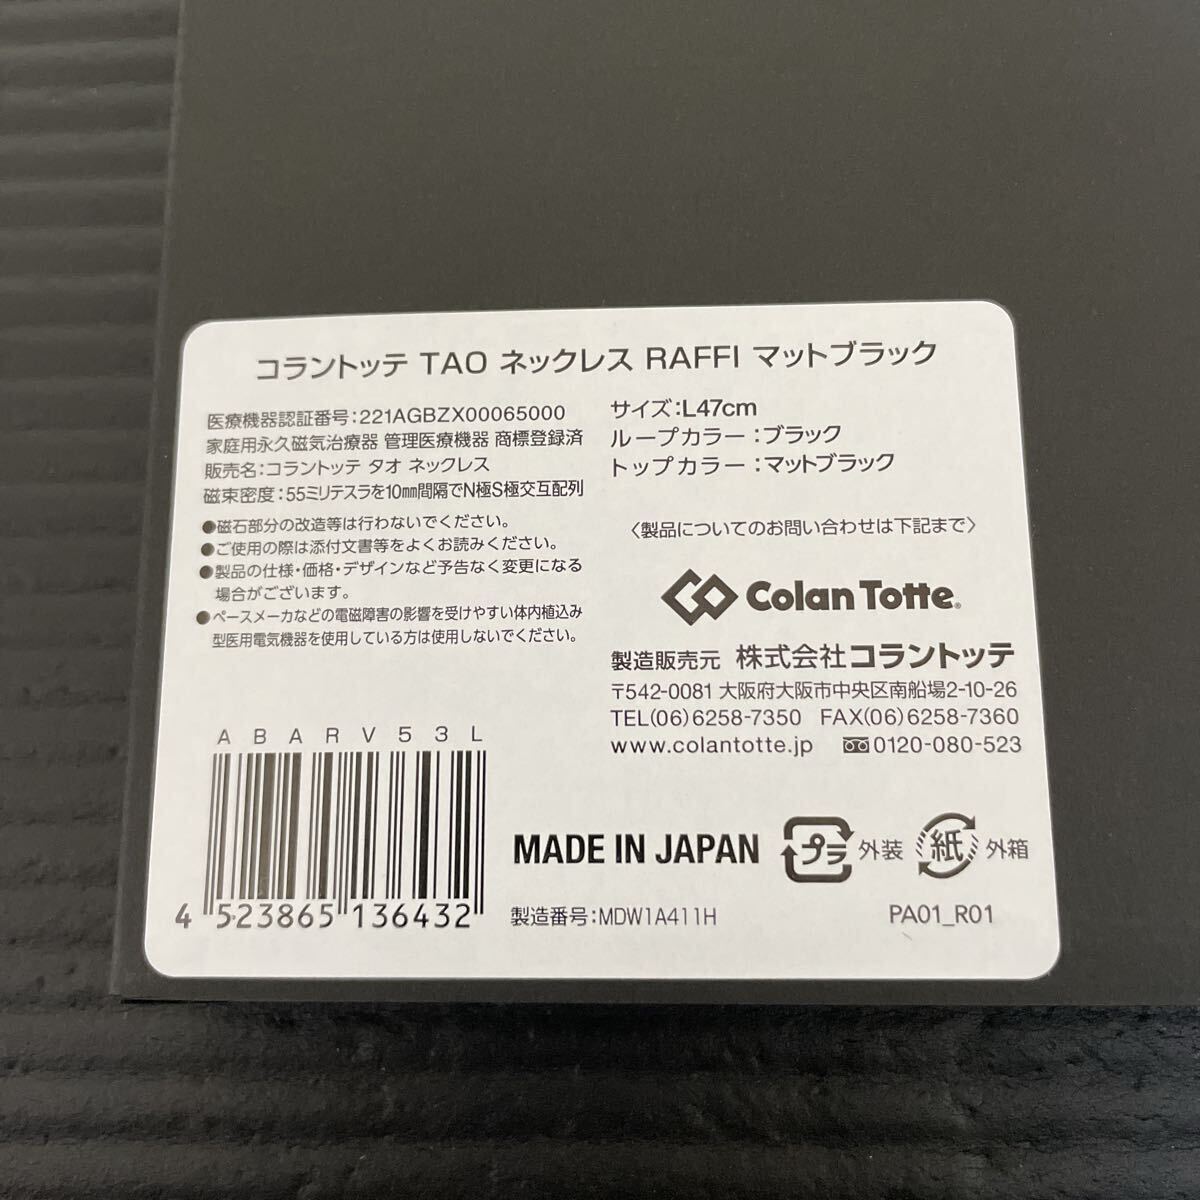 コラントッテ TAO ネックレス RAFFI マットブラック
医療機器認証番号:221AGBZX00065000
家庭用永久磁気治療器 管理医療機器 商標登録済
販売名:コラントッテ タオ ネックレス
磁束密度:55ミリテスラを10mm間隔でN極S極交互配列
●磁石部分の改造等は行わないでください。
●ご使用の際は添付文書等をよくお読みください。
●製品の仕様・価格・デザインなど予告なく変更になる
場合がございます。
●ペースメーカなどの電磁障害の影響を受けやすい体内植込み
型医用電気機器を使用している方は使用しないでください。
サイズ:L47cm
ループカラー:ブラック
トップカラー:マットブラック
〈製品についてのお問い合わせは下記まで〉
Colan Totte®
製造販売元 株式会社コラントッテ
〒542-0081 大阪府大阪市中央区南船場2-10-26
TEL(06)6258-7350 FAX(06)6258-7360
www.colantotte.jp 0120-080-523
ABARV53L
4 523865 136432
MADE IN JAPAN
プラ 外装 紙 外箱
製造番号:MDW1A411H
PA01_R01